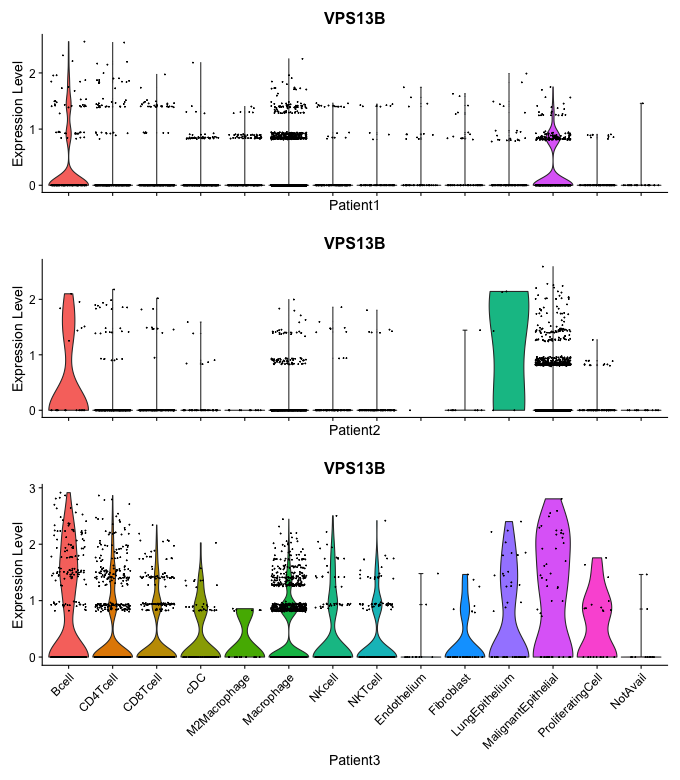 VPS13B
Expression Level
2
1
0
Patient1
VPS13B
Expression Level
2
1
0
Patient2
VPS13B
Expression Level
3
2
1
0
Bcell
CD4Tcell
CD8Tcell
cDC
M2Macrophage
Macrophage
NKcell
NKTcell
Endothelium
Fibroblast
LungEpithelium
MalignantEpithelial
ProliferatingCell
NotAvail
Patient3